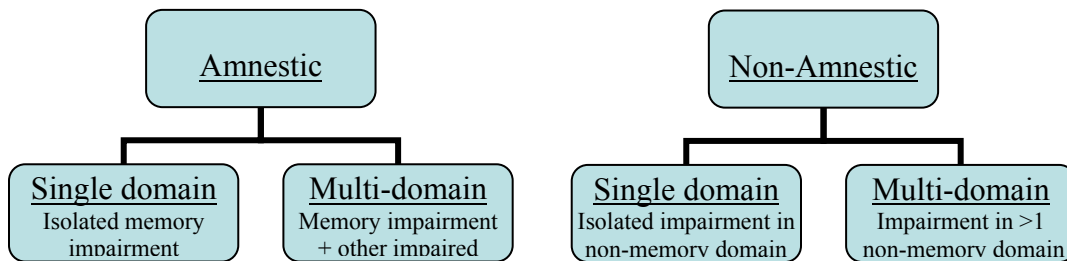 Amnestic
Non-Amnestic
Single domain
Isolated memory
impairment
Multi-domain
Memory impairment
+ other impaired
Single domain
Isolated impairment in
non-memory domain
Multi-domain
Impairment in >1
non-memory domain